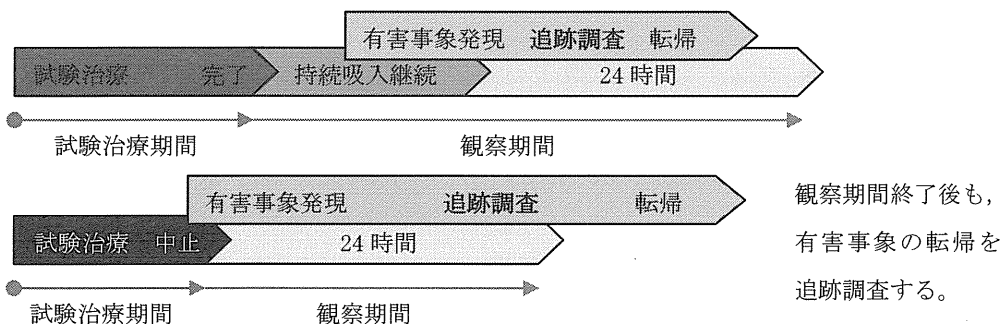 有害事象発現 追跡調査 転帰
試験治療 完了 持続吸入継続 24 時間
試験治療期間 観察期間
有害事象発現 追跡調査 転帰
試験治療 中止 24 時間
試験治療期間 観察期間
観察期間終了後も，
有害事象の転帰を
追跡調査する。